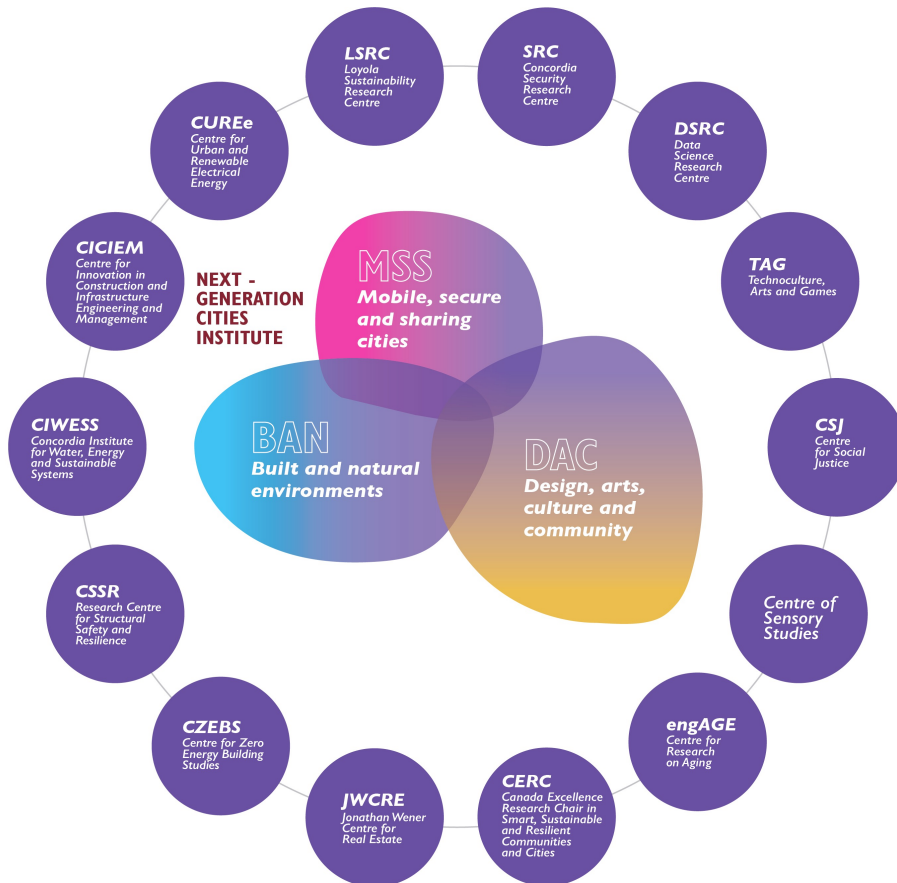 LSRC
Loyola
Sustainability
Research
Centre
SRC
Concordia
Security
Research
Centre
DSRC
Data
Science
Research
Centre
TAG
Technoculture,
Arts and Games
CSJ
Centre
for Social
Justice
Centre of
Sensory
Studies
engAGE
Centre for
Research
on Aging
CERC
Canada Excellence
Research Chair in
Smart, Sustainable
and Resilient
Communities
and Cities
JWCRE
Jonathan Wener
Centre for
Real Estate
CZEBS
Centre for Zero
Energy Building
Studies
CSSR
Research Centre
for Structural
Safety and
Resilience
CIWESS
Concordia Institute
for Water, Energy
and Sustainable
Systems
CICIEM
Centre for
Innovation in
Construction and
Infrastructure
Engineering and
Management
CUREe
Centre for
Urban and
Renewable
Electrical
Energy
NEXT -
GENERATION
CITIES
INSTITUTE
MSS
Mobile, secure
and sharing
cities
BAN
Built and natural
environments
DAC
Design, arts,
culture and
community